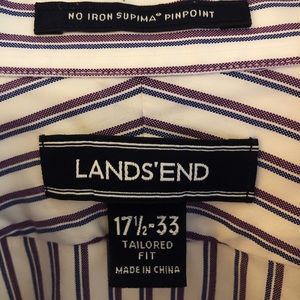 NO IRON SUPIMA® PINPOINT
LANDS'END
17½-33
TAILORED
FIT
MADE IN CHINA